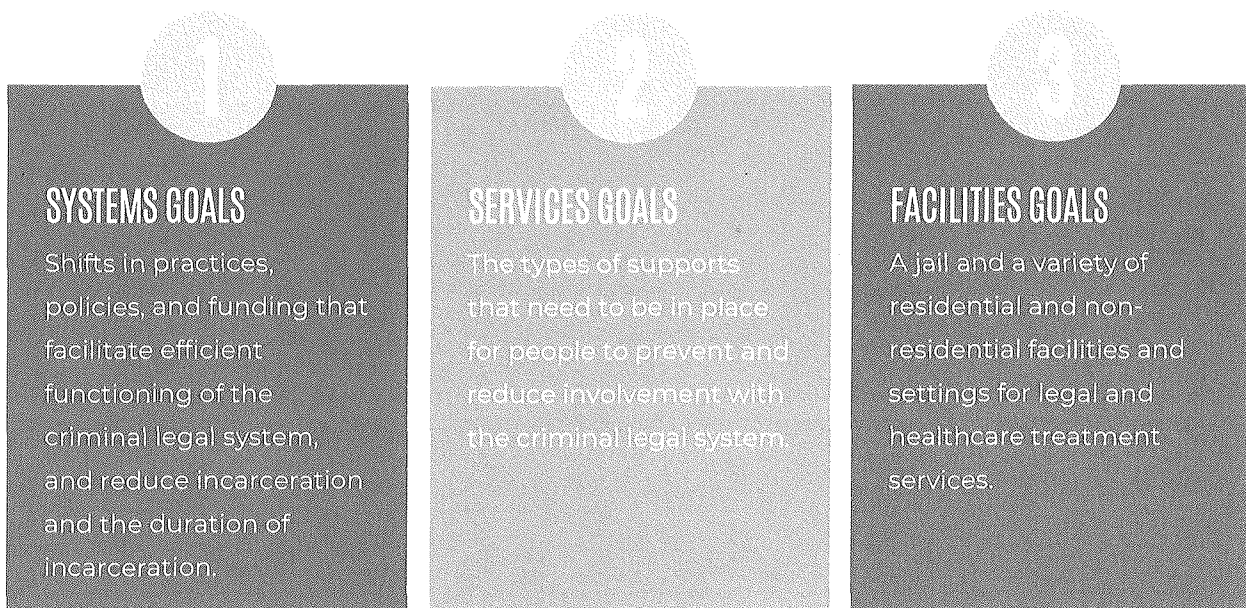 1
SYSTEMS GOALS
Shifts in practices,
policies, and funding that
facilitate efficient
functioning of the
criminal legal system,
and reduce incarceration
and the duration of
incarceration.
2
SERVICES GOALS
The types of supports
that need to be in place
for people to prevent and
reduce involvement with
the criminal legal system.
3
FACILITIES GOALS
A jail and a variety of
residential and non-
residential facilities and
settings for legal and
healthcare treatment
services.